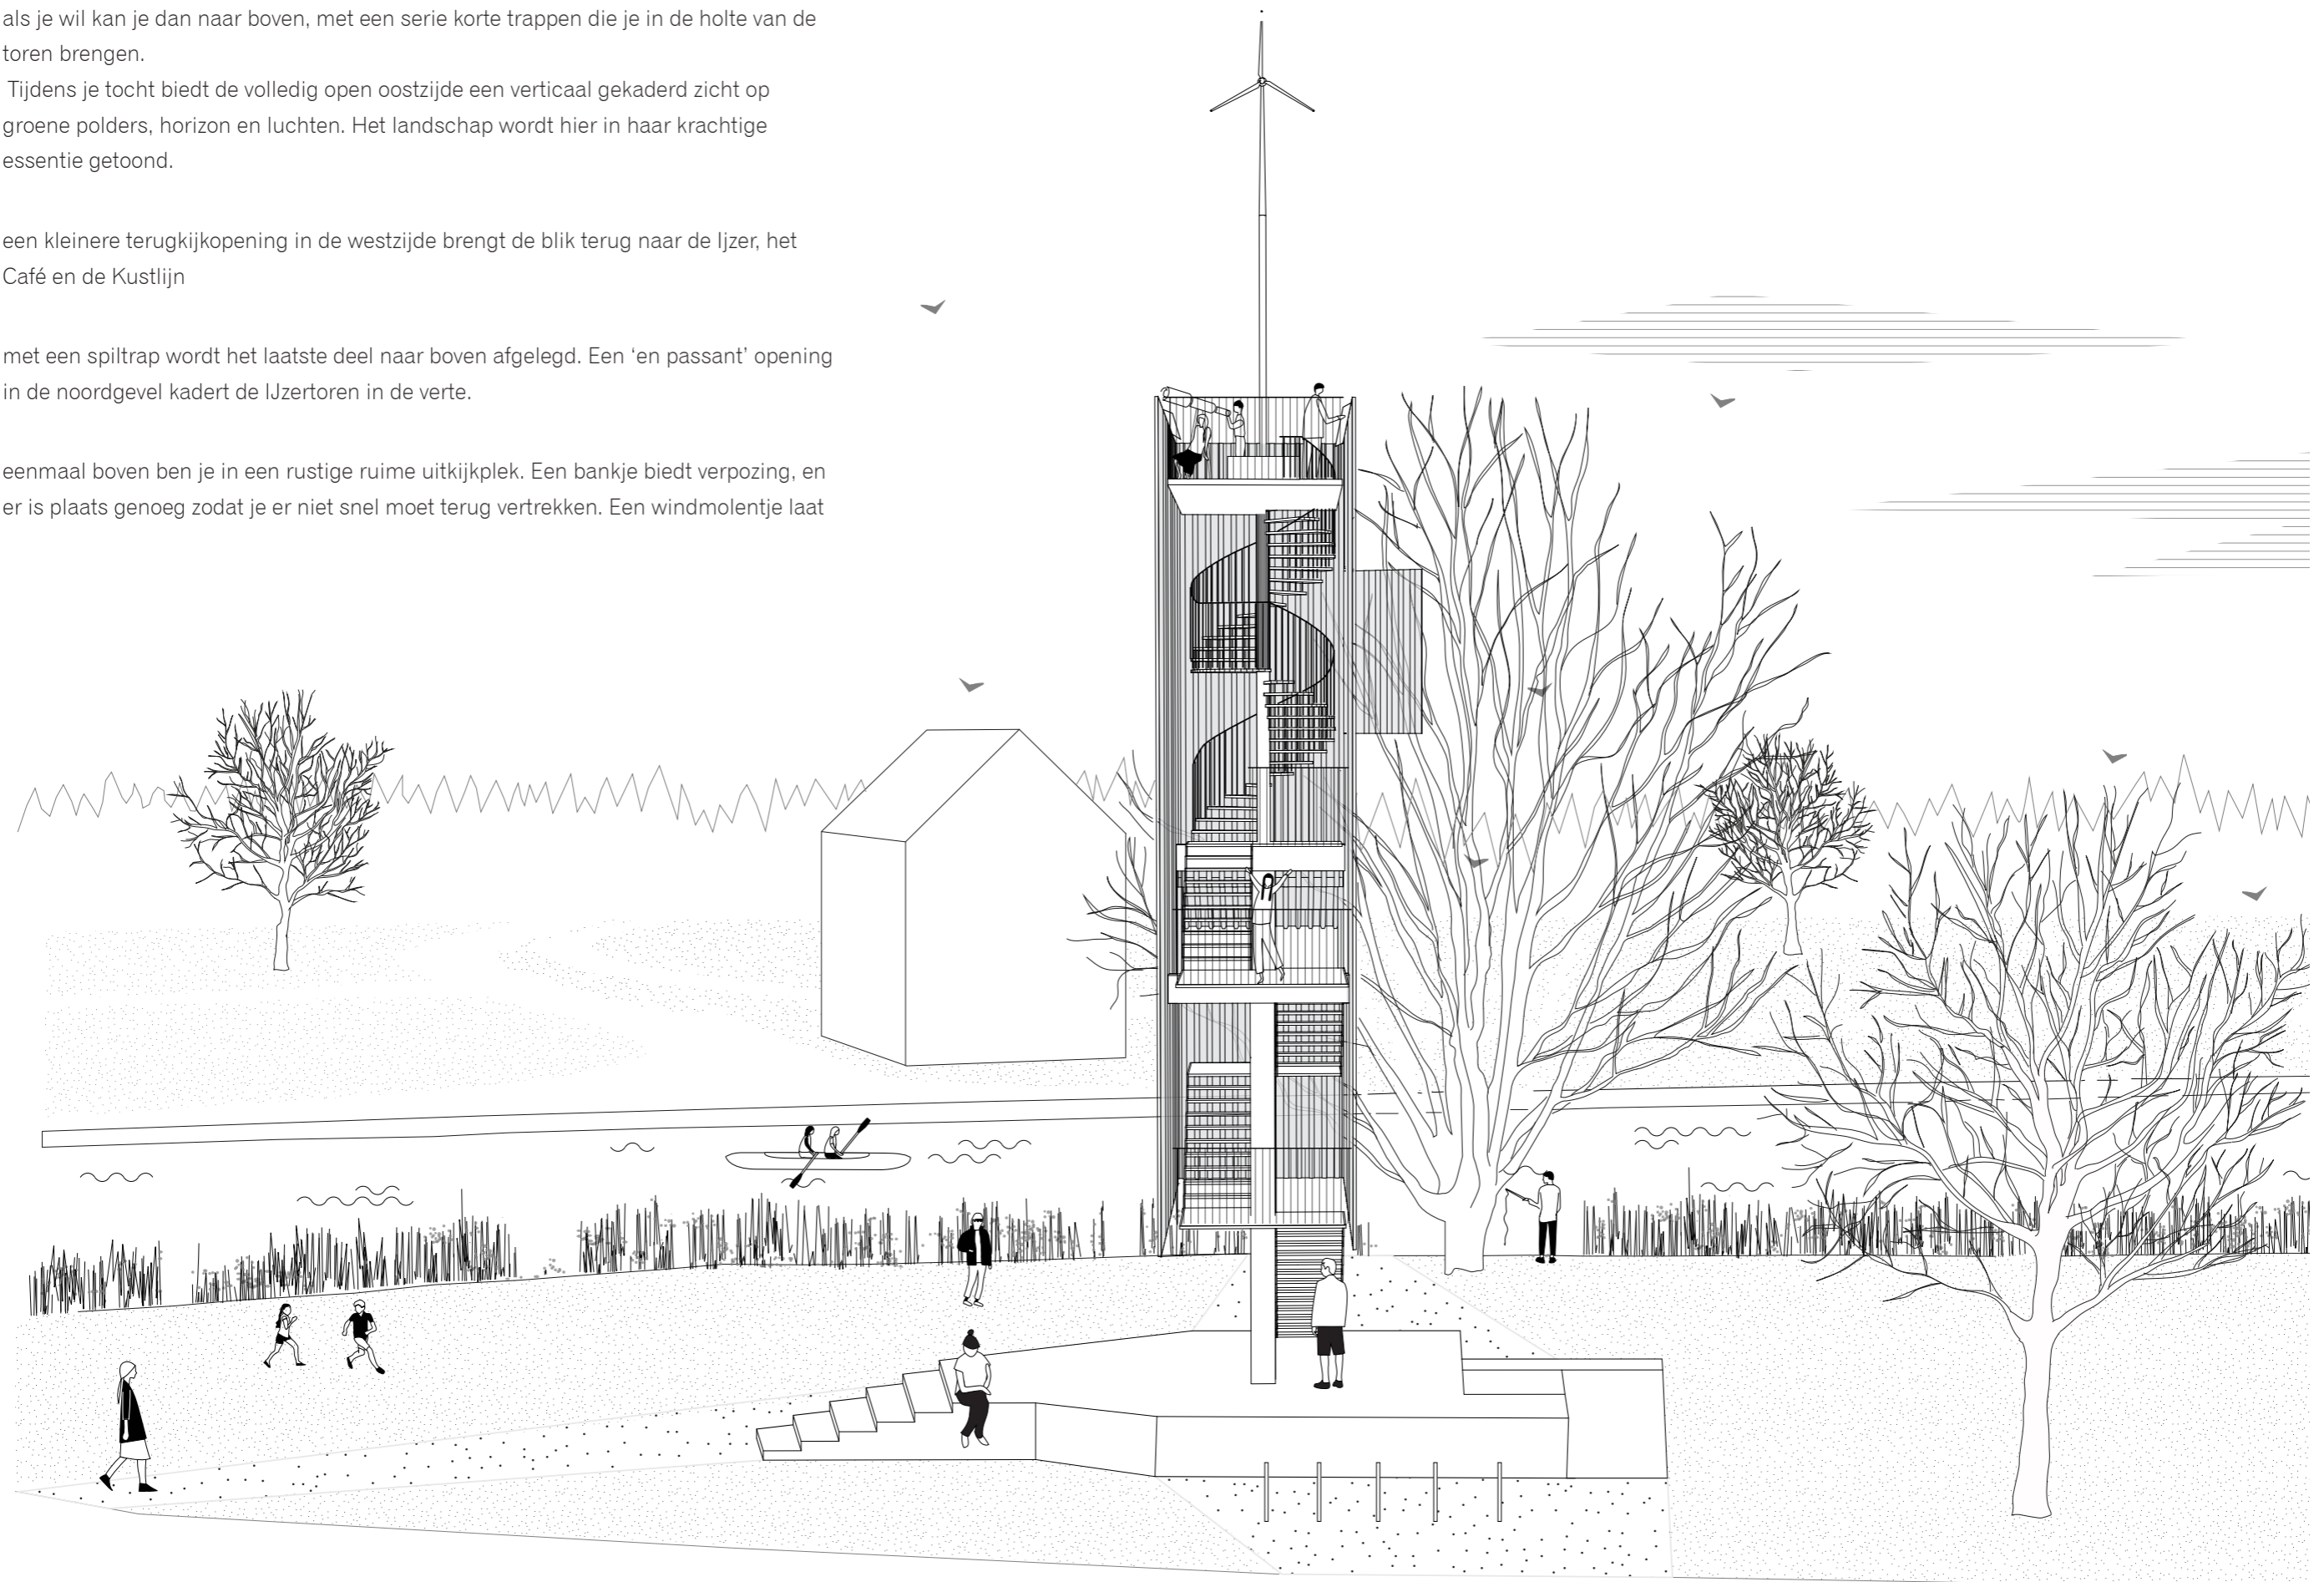 als je wil kan je dan naar boven, met een serie korte trappen die je in de holte van de
toren brengen.
Tijdens je tocht biedt de volledig open oostzijde een verticaal gekaderd zicht op
groene polders, horizon en luchten. Het landschap wordt hier in haar krachtige
essentie getoond.
een kleinere terugkijkopening in de westzijde brengt de blik terug naar de Ijzer, het
Café en de Kustlijn
met een spiltrap wordt het laatste deel naar boven afgelegd. Een ‘en passant’ opening
in de noordgevel kadert de IJzertoren in de verte.
eenmaal boven ben je in een rustige ruime uitkijkplek. Een bankje biedt verpozing, en
er is plaats genoeg zodat je er niet snel moet terug vertrekken. Een windmolentje laat